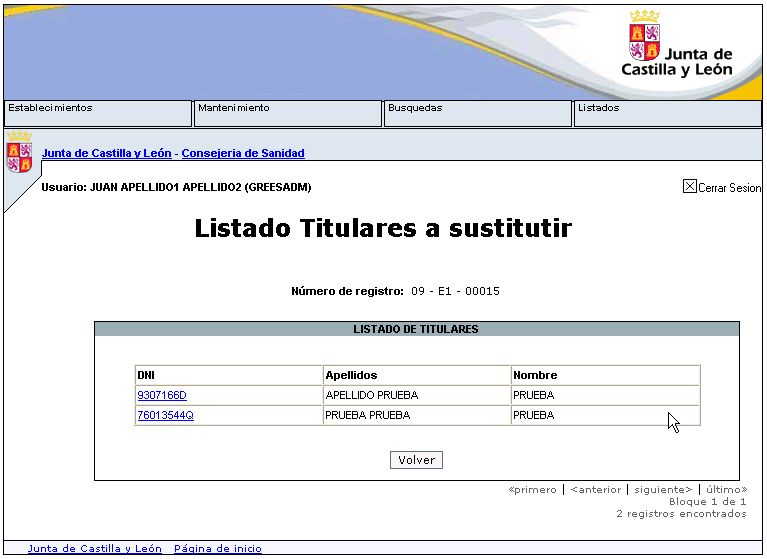 Junta de
Castilla y León
Establecimientos Mantenimiento Busquedas Listados
Junta de Castilla y León - Consejeria de Sanidad
Usuario: JUAN APELLIDO1 APELLIDO2 (GREESADM) Cerrar Sesion
Listado Titulares a sustitutir
Número de registro: 09 - E1 - 00015
LISTADO DE TITULARES
DNI Apellidos Nombre
9307166D APELLIDO PRUEBA PRUEBA
76013544Q PRUEBA PRUEBA PRUEBA
Volver
«primero | <anterior | siguiente> | último»
Bloque 1 de 1
2 registros encontrados
Junta de Castilla y León Página de inicio